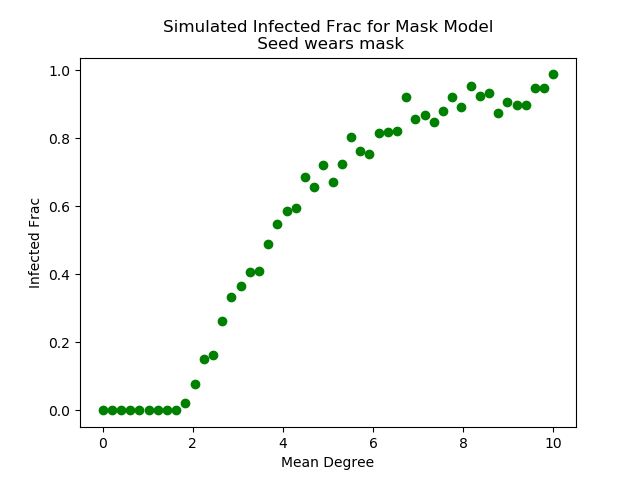 Simulated Infected Frac for Mask Model
Seed wears mask
1.0
0.8
0.6
0.4
0.2
0.0
Infected Frac
0 2 4 6 8 10
Mean Degree